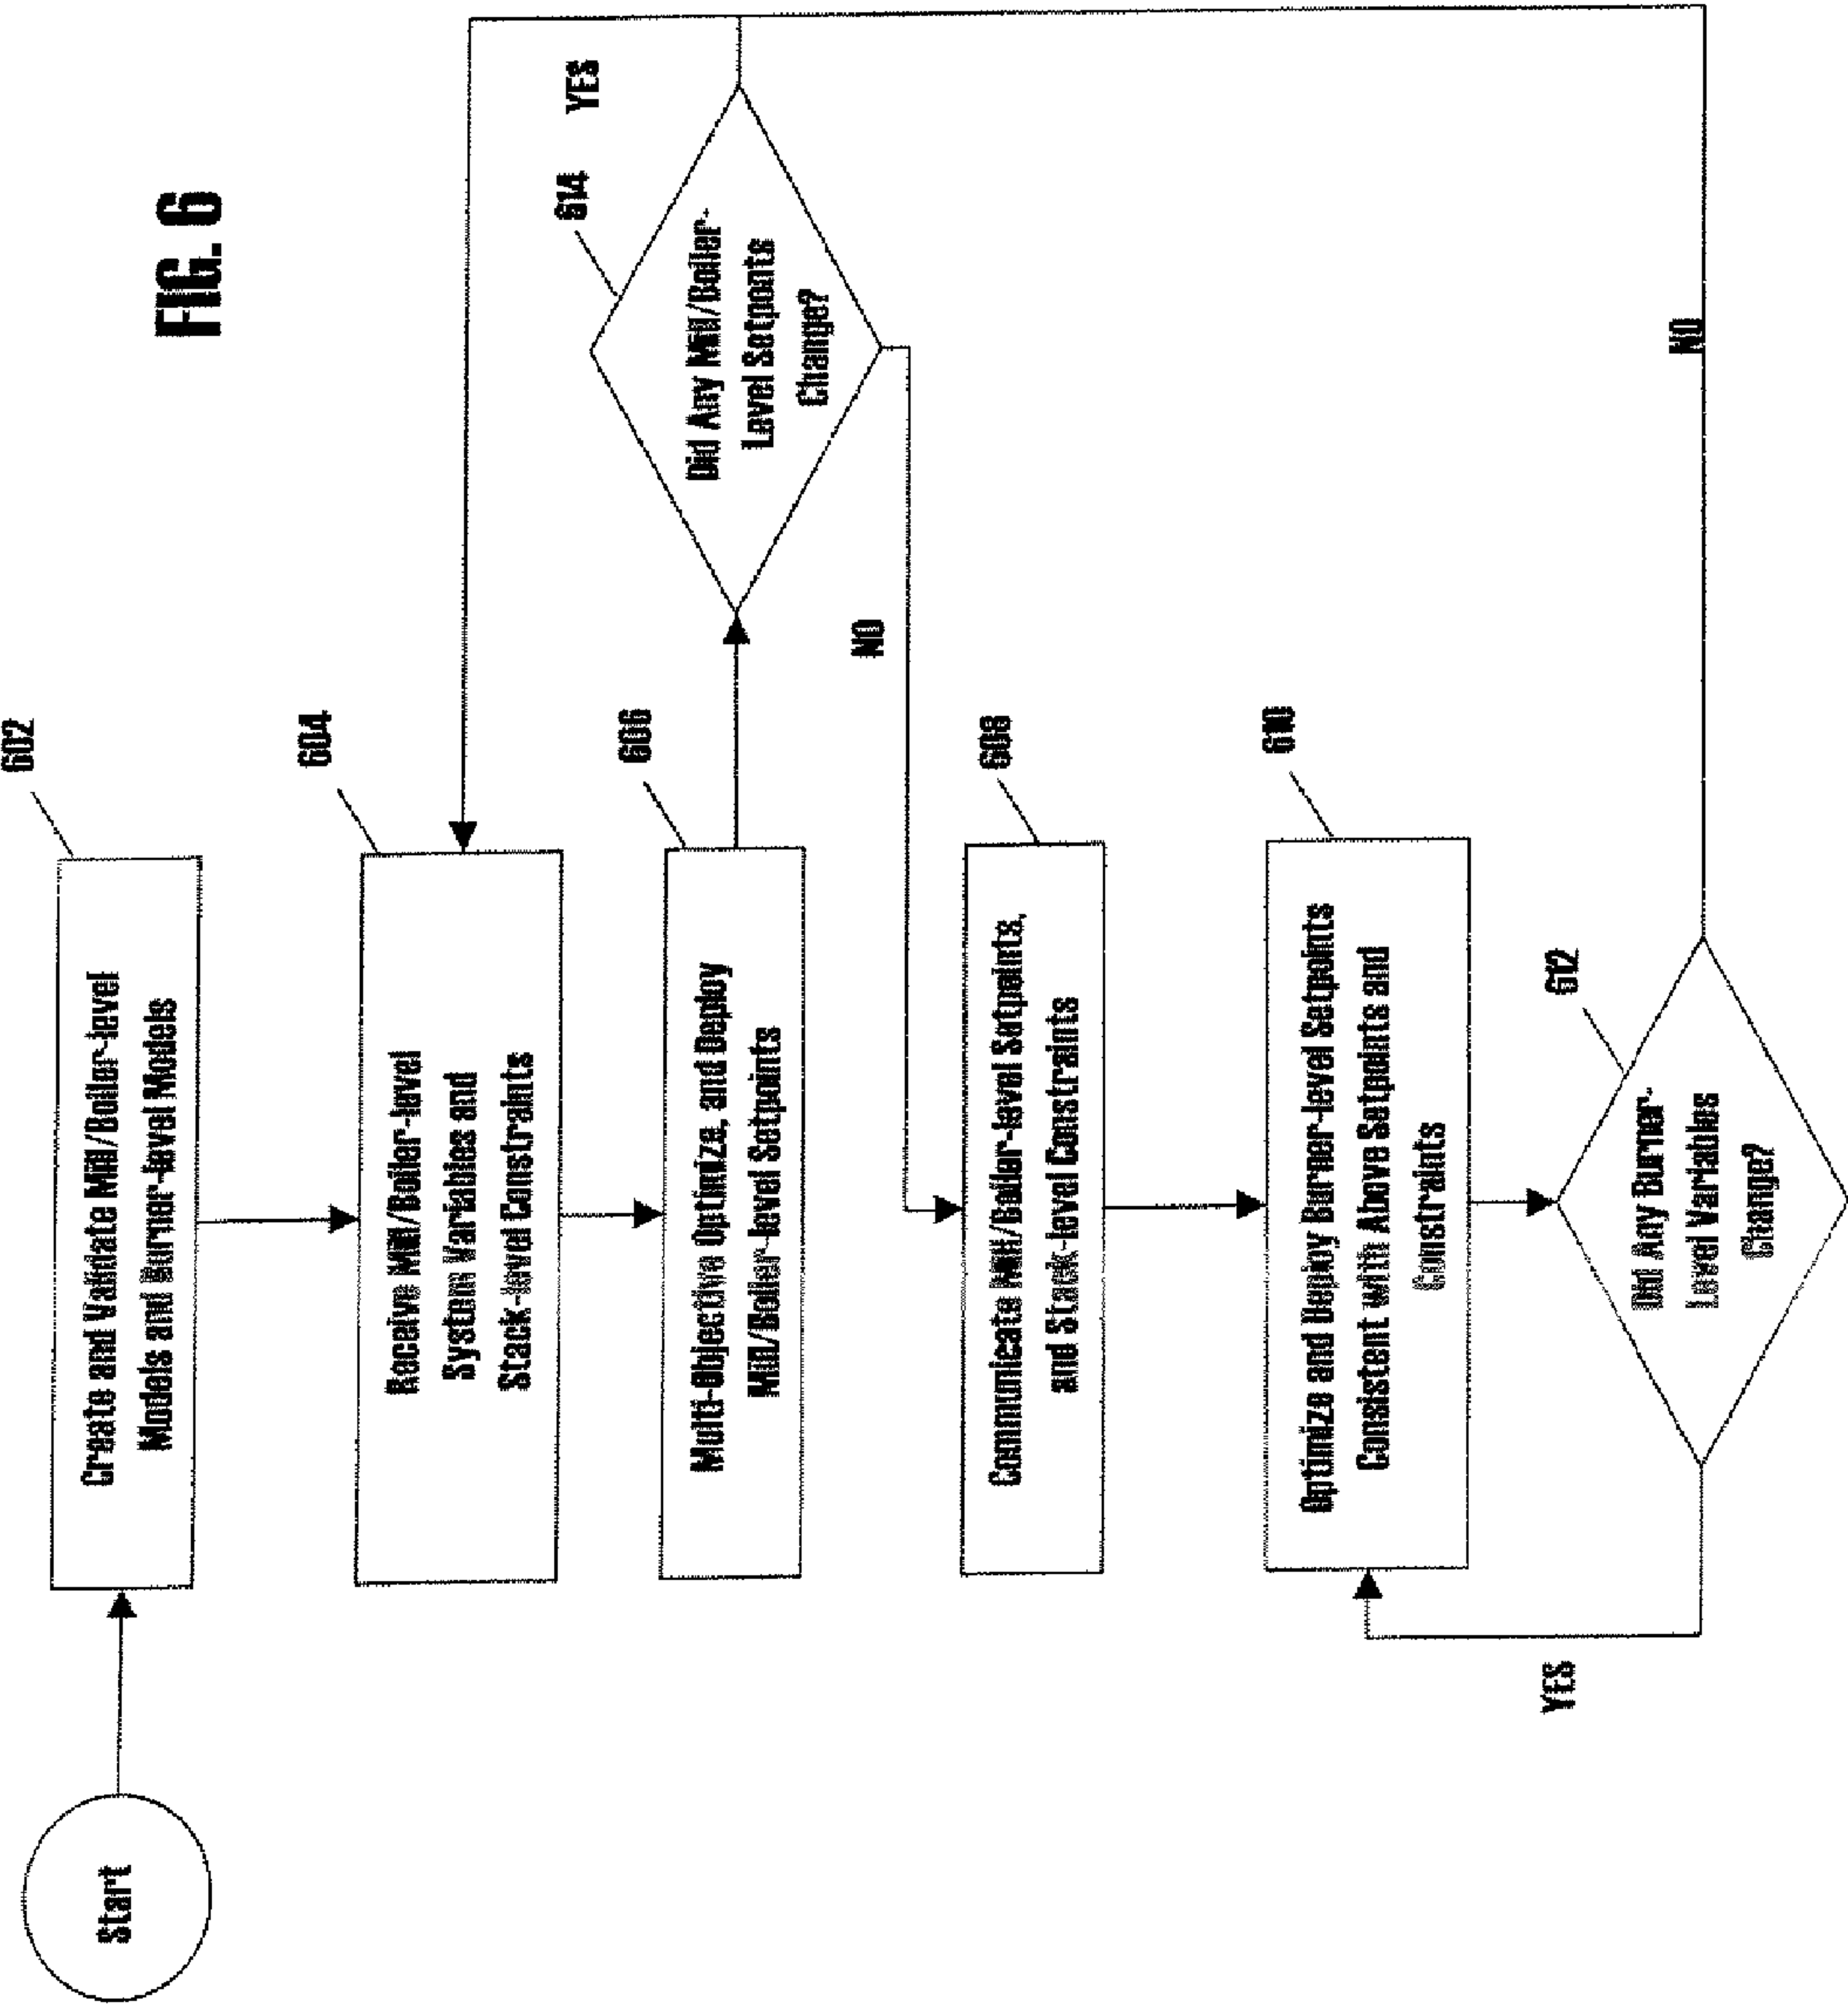 FIG. 6
Start
602
Create and Validate Mill/Boiler-level
Models and Burner-level Models
604
Receive Mill/Boiler-level
System Variables and
Stack-level Constraints
606
Multi-Objective Optimize, and Deploy
Mill/Boiler-level Setpoints
614
YES
Did Any Mill/Boiler-
Level Setponts
Change?
NO
608
Communicate Mill/Boiler-level Setpoints,
and Stack-level Constraints
610
Optimize and Deploy Burner-level Setpoints
Consistent with Above Setpoints and
Constraints
612
Did Any Burner-
Level Variables
Change?
YES
NO